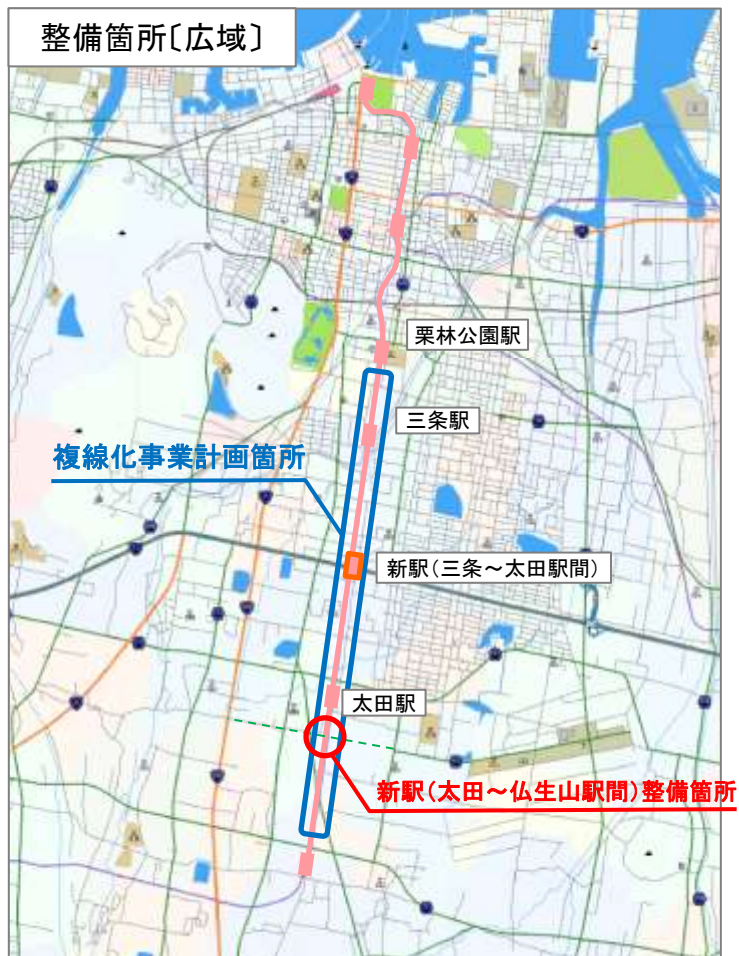 整備箇所〔広域〕
栗林公園駅
三条駅
複線化事業計画箇所
新駅（三条～太田駅間）
太田駅
新駅（太田～仏生山駅間）整備箇所